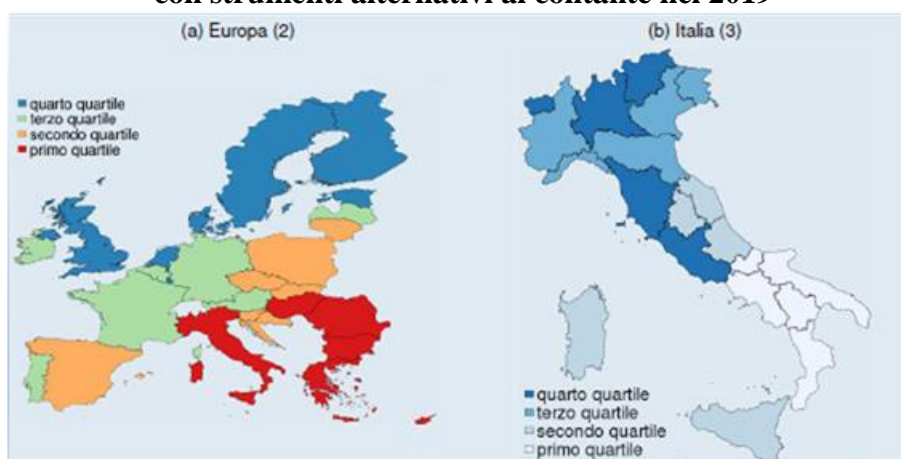 con strumenti alternativi al contante nel 2019
(a) Europa (2)
quarto quartile
terzo quartile
secondo quartile
primo quartile
(b) Italia (3)
quarto quartile
terzo quartile
secondo quartile
primo quartile